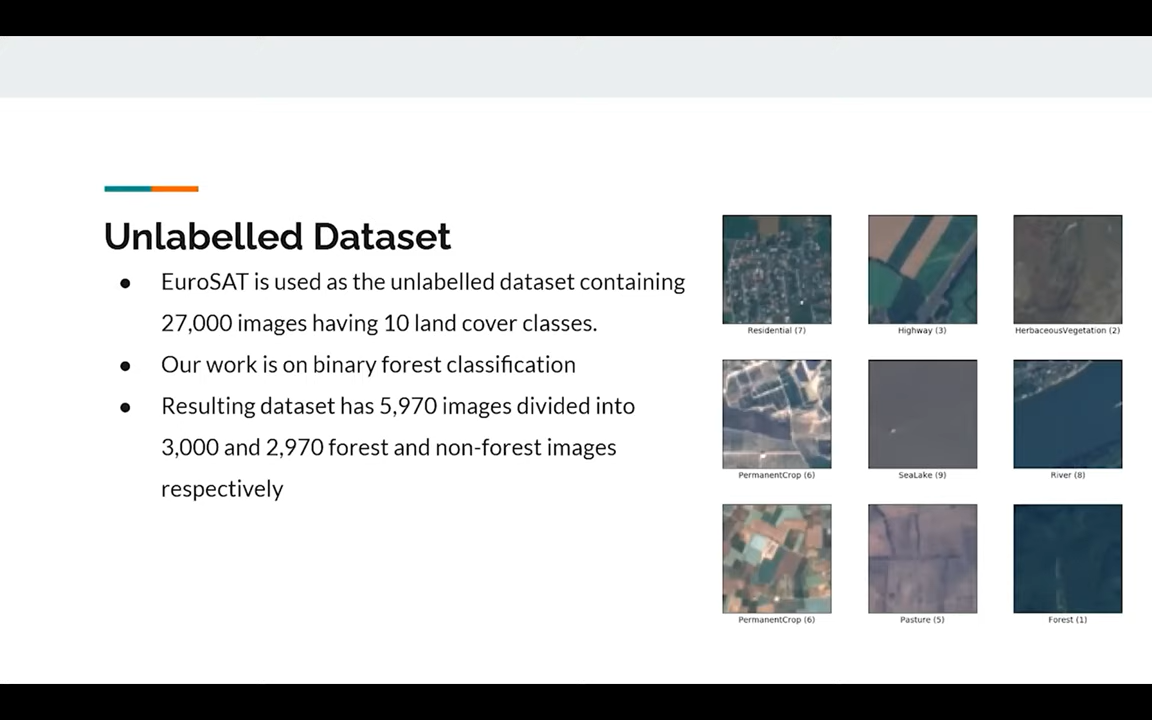 Unlabelled Dataset
● EuroSAT is used as the unlabelled dataset containing
27,000 images having 10 land cover classes.
● Our work is on binary forest classification
● Resulting dataset has 5,970 images divided into
3,000 and 2,970 forest and non-forest images
respectively
Residential (7) Highway (3) HerbaceousVegetation (2)
PermanentCrop (6) SeaLake (9) River (8)
PermanentCrop (6) Pasture (5) Forest (1)